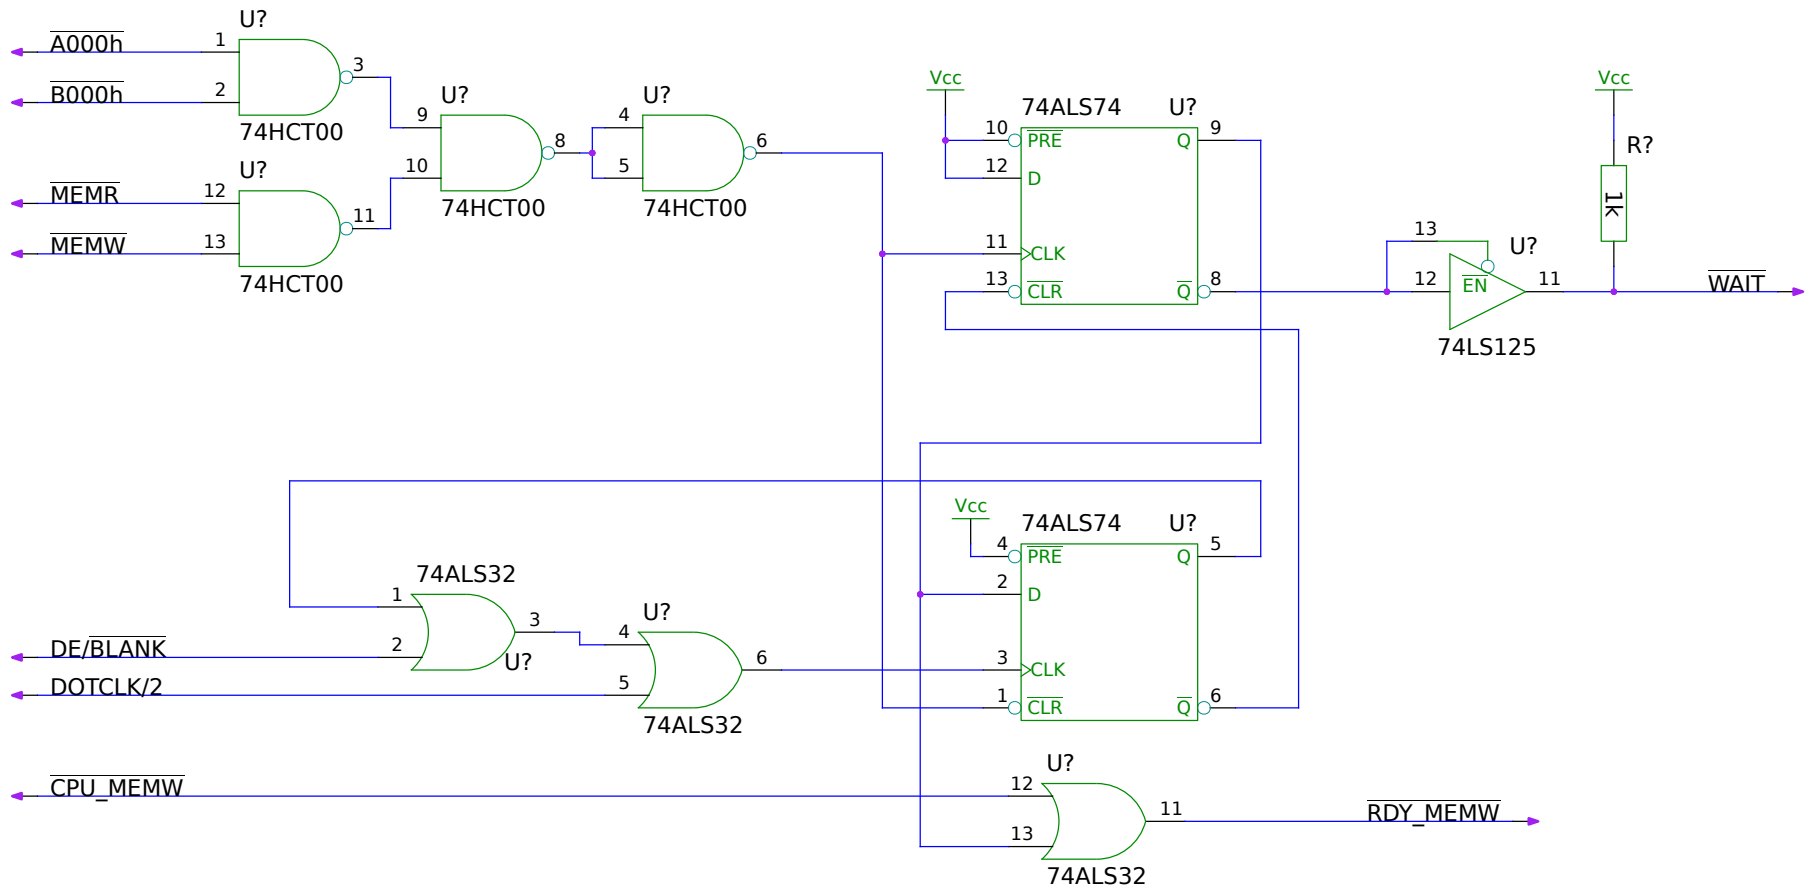 U?
A000h
1
3
B000h
2
74HCT00
U?
9
8
10
74HCT00
U?
4
6
5
74HCT00
U?
MEMR
12
11
MEMW
13
74HCT00
Vcc
74ALS74
U?
10
PRE
Q
9
12
D
11
CLK
13
CLR
Q
8
13
U?
12
EN
11
74LS125
Vcc
R?
1k
WAIT
Vcc
74ALS74
U?
4
PRE
Q
5
2
D
3
CLK
1
CLR
Q
6
74ALS32
1
3
DE/BLANK
2
U?
U?
4
6
DOTCLK/2
5
74ALS32
U?
CPU_MEMW
12
11
RDY_MEMW
13
74ALS32